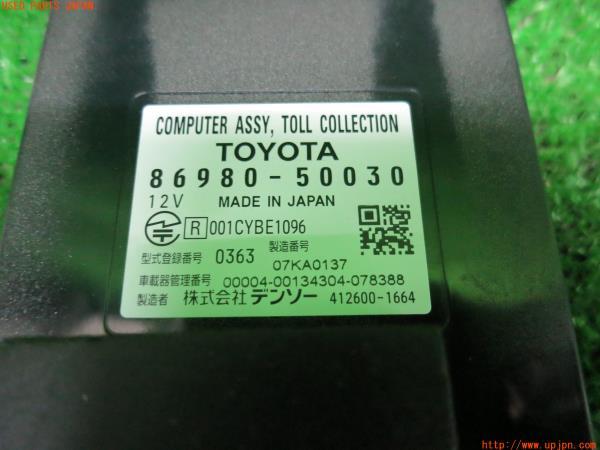 USED PARTS JAPAN
COMPUTER ASSY, TOLL COLLECTION
TOYOTA
86980-50030
12V MADE IN JAPAN
R 001CYBE1096
型式登録番号 0363 製造番号 07KA0137
車載器管理番号 00004-00134304-078388
製造者 株式会社 デンソー 412600-1664
http://www.upjpn.com/